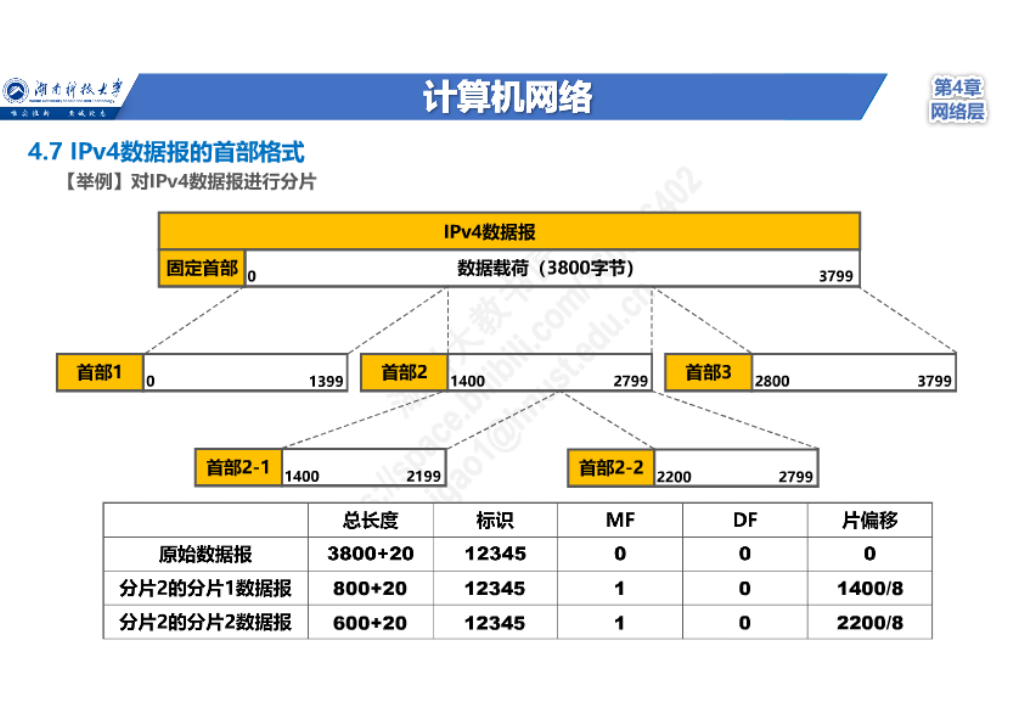 湖南科技大学
计算机网络
第4章
网络层
4.7 IPv4数据报的首部格式
【举例】对IPv4数据报进行分片
IPv4数据报
固定首部 0 数据载荷（3800字节） 3799
首部1 0 1399 首部2 1400 2799 首部3 2800 3799
首部2-1 1400 2199 首部2-2 2200 2799
总长度 标识 MF DF 片偏移
原始数据报 3800+20 12345 0 0 0
分片2的分片1数据报 800+20 12345 1 0 1400/8
分片2的分片2数据报 600+20 12345 1 0 2200/8